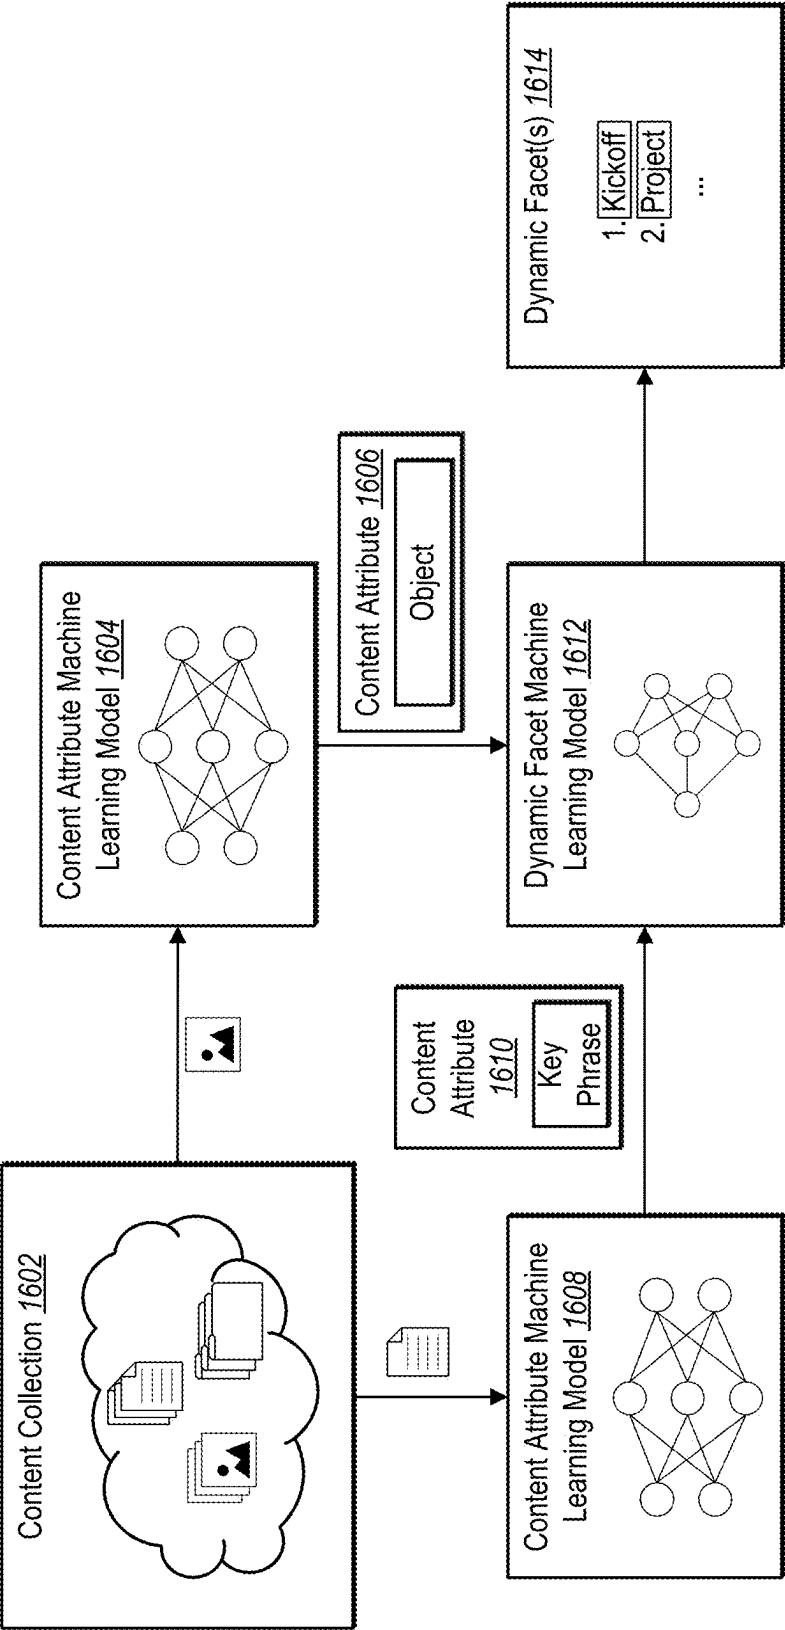 Content Collection 1602
Content Attribute Machine
Learning Model 1604
Content Attribute 1606
Object
Content Attribute Machine
Learning Model 1608
Content
Attribute
1610
Key
Phrase
Dynamic Facet Machine
Learning Model 1612
Dynamic Facet(s) 1614
1. Kickoff
2. Project
...